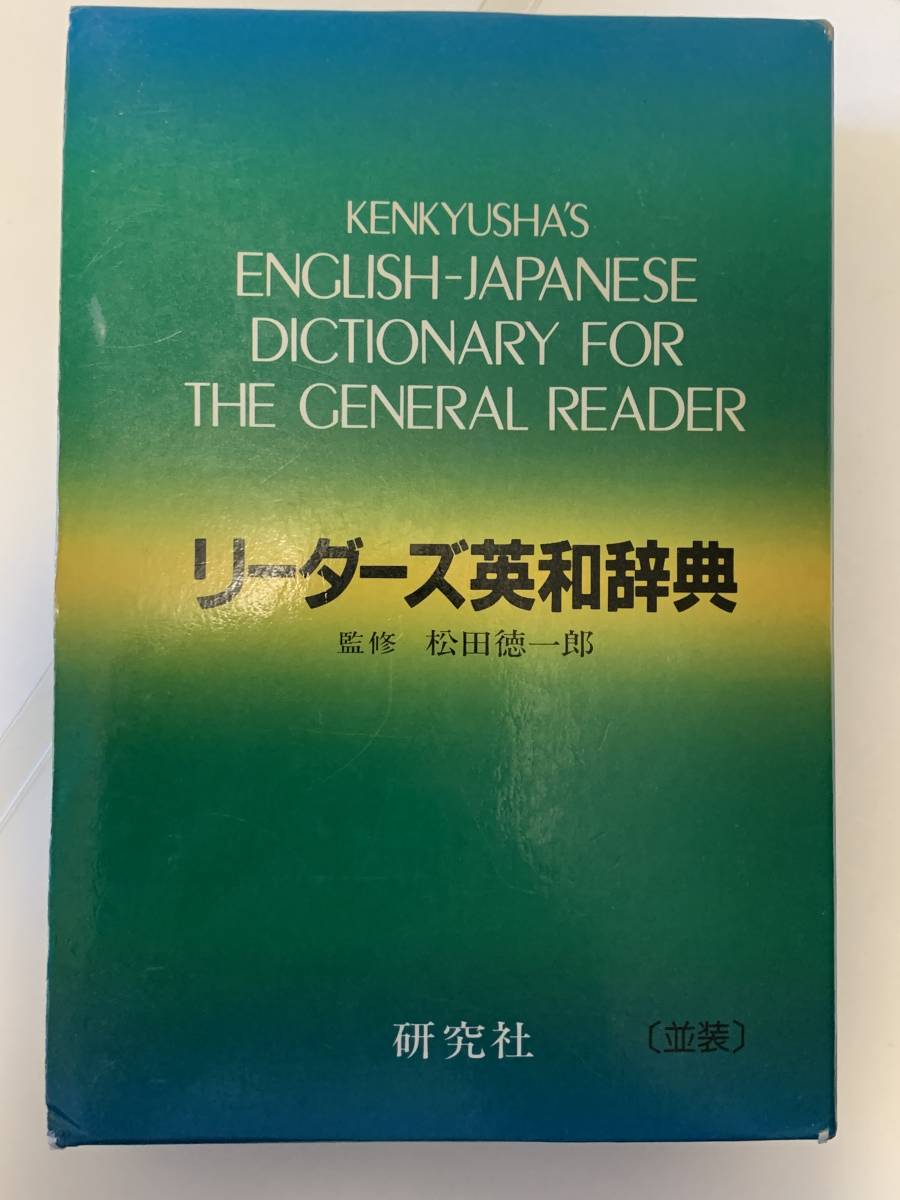 KENKYUSHA'S
ENGLISH-JAPANESE
DICTIONARY FOR
THE GENERAL READER
リーダーズ英和辞典
監修 松田徳一郎
研究社
〔並装〕